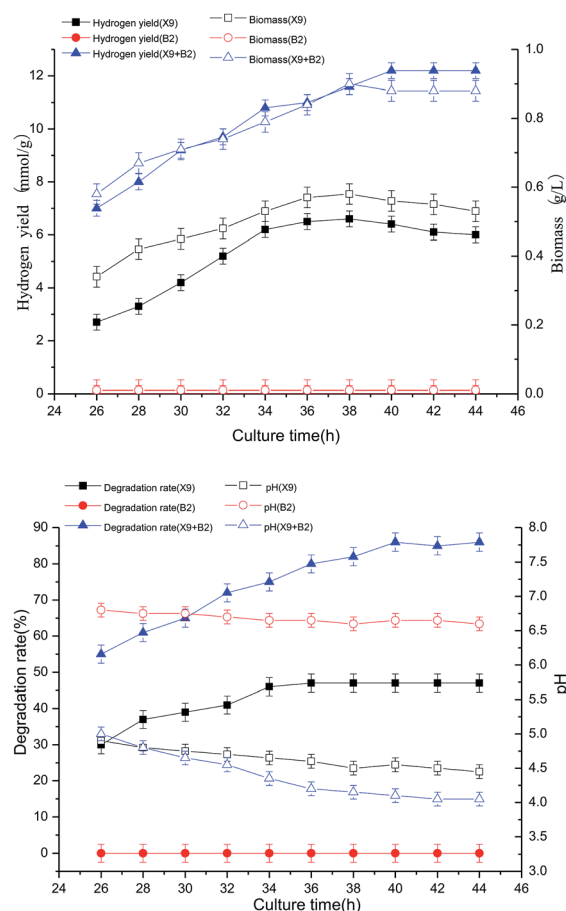 Hydrogen yield(X9) Biomass(X9)
Hydrogen yield(B2) Biomass(B2)
Hydrogen yield(X9+B2) Biomass(X9+B2)
12
10
8
6
4
2
0
Hydrogen yield (mmol/g)
1.0
0.8
0.6
0.4
0.2
0.0
Biomass (g/L)
24 26 28 30 32 34 36 38 40 42 44 46
Culture time(h)
Degradation rate(X9) pH(X9)
Degradation rate(B2) pH(B2)
Degradation rate(X9+B2) pH(X9+B2)
90
80
70
60
50
40
30
20
10
0
Degradation rate(%)
8.0
7.5
7.0
6.5
6.0
5.5
5.0
4.5
4.0
3.5
3.0
pH
24 26 28 30 32 34 36 38 40 42 44 46
Culture time(h)